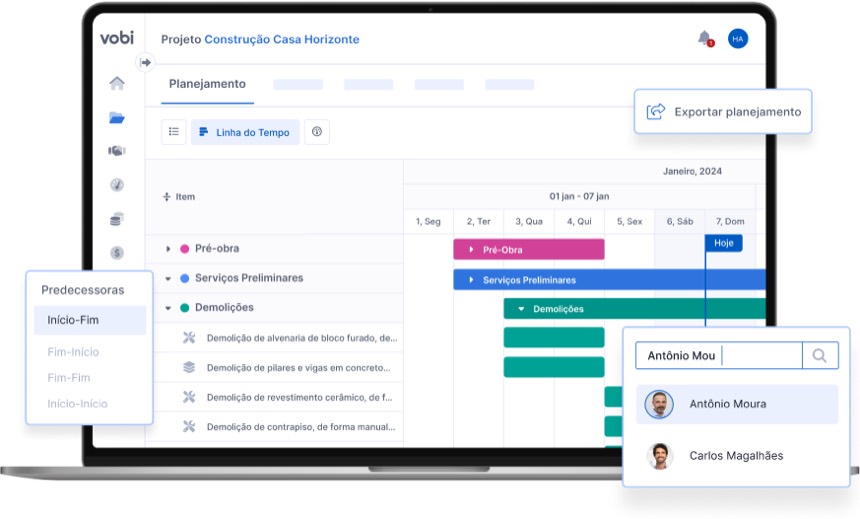 vobi
Projeto Construção Casa Horizonte
1
HA
Planejamento
Exportar planejamento
Linha do Tempo
Janeiro, 2024
Item
01 jan - 07 jan
1, Seg 2, Ter 3, Qua 4, Qui 5, Sex 6, Sáb 7, Dom
Hoje
Pré-obra
Pré-Obra
Serviços Preliminares
Serviços Preliminares
Demolições
Demolições
Demolição de alvenaria de bloco furado, de...
Demolição de pilares e vigas em concreto...
Demolição de revestimento cerâmico, de f...
Demolição de contrapiso, de forma manual...
Predecessoras
Início-Fim
Fim-Início
Fim-Fim
Início-Início
Antônio Mou
Antônio Moura
Carlos Magalhães